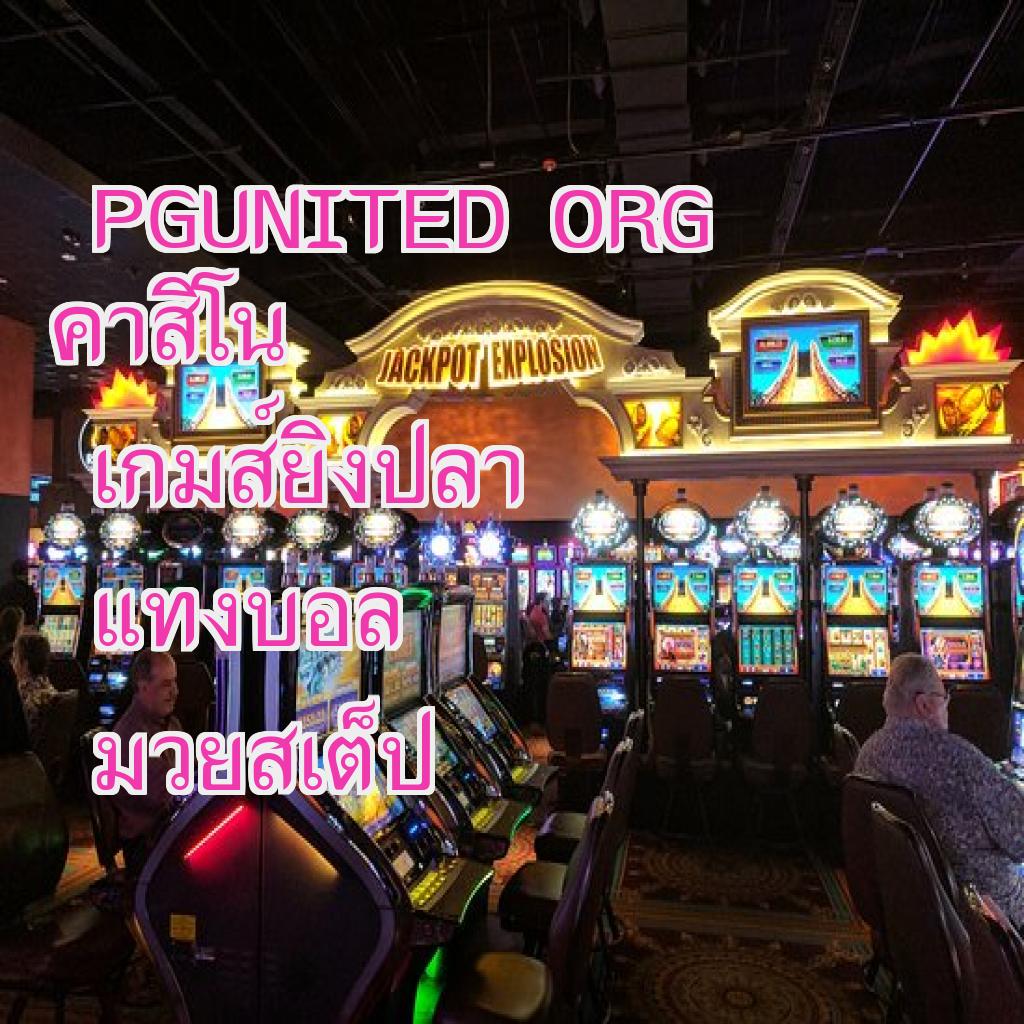 PGUNITED ORG
คาสิโน
JACKPOT EXPLOSION
เกมส์ยิงปลา
แทงบอล
มวยสเต็ป